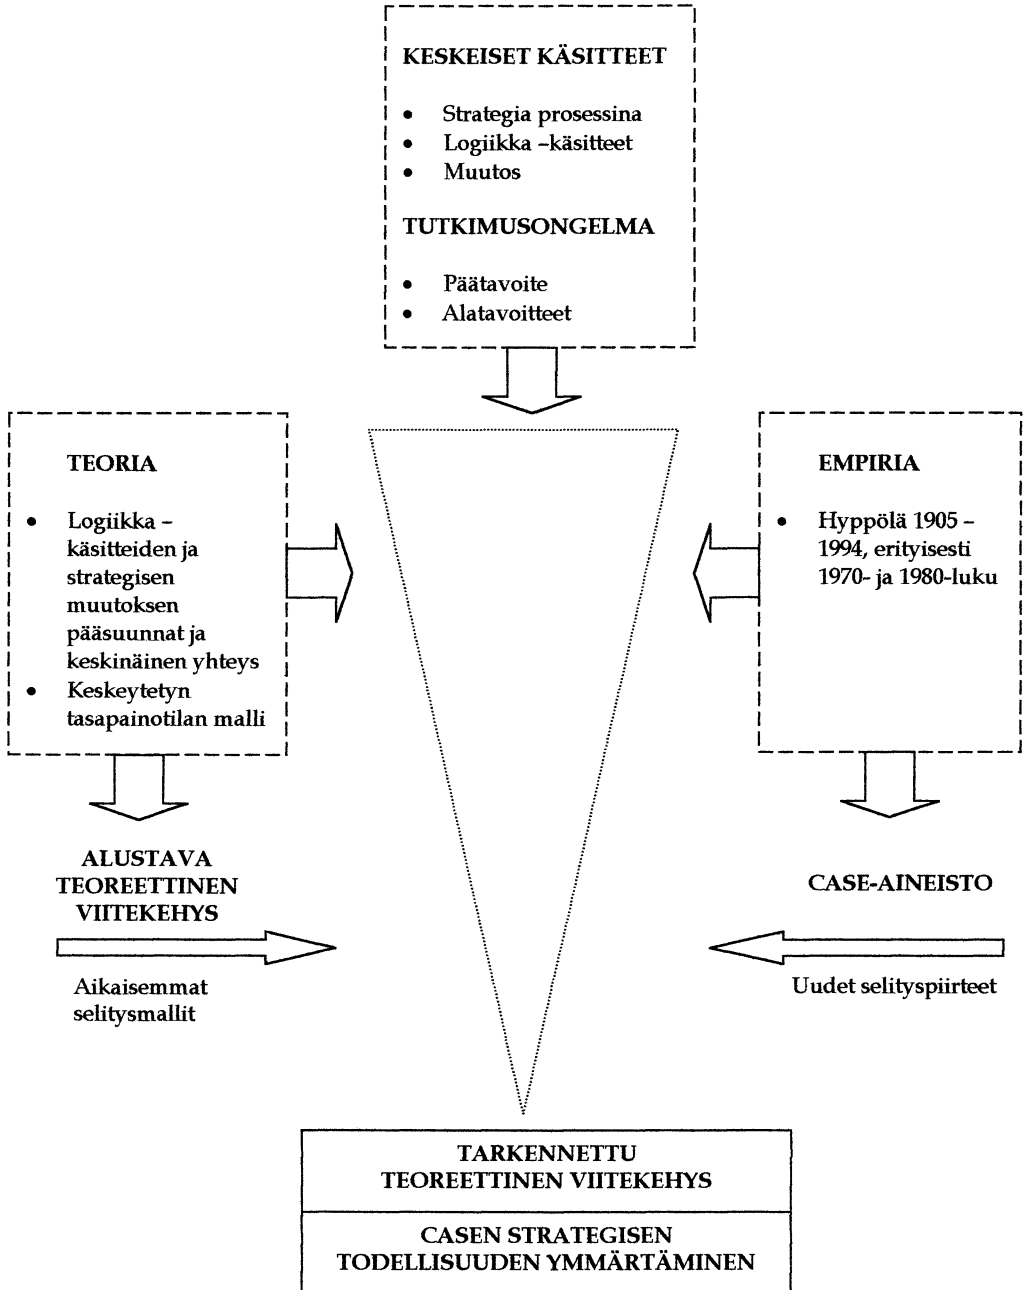 KESKEISET KÄSITTEET
• Strategia prosessina
• Logiikka –käsitteet
• Muutos
TUTKIMUSONGELMA
• Päätavoite
• Alatavoitteet
TEORIA
• Logiikka –
käsitteiden ja
strategisen
muutoksen
pääsuunnat ja
keskinäinen yhteys
• Keskeytetyn
tasapainotilan malli
EMPIRIA
• Hyppölä 1905 –
1994, erityisesti
1970- ja 1980-luku
ALUSTAVA
TEOREETTINEN
VIITEKEHYS
Aikaisemmat
selitysmallit
CASE-AINEISTO
Uudet selityspiirteet
TARKENNETTU
TEOREETTINEN VIITEKEHYS
CASEN STRATEGISEN
TODELLISUUDEN YMMÄRTÄMINEN